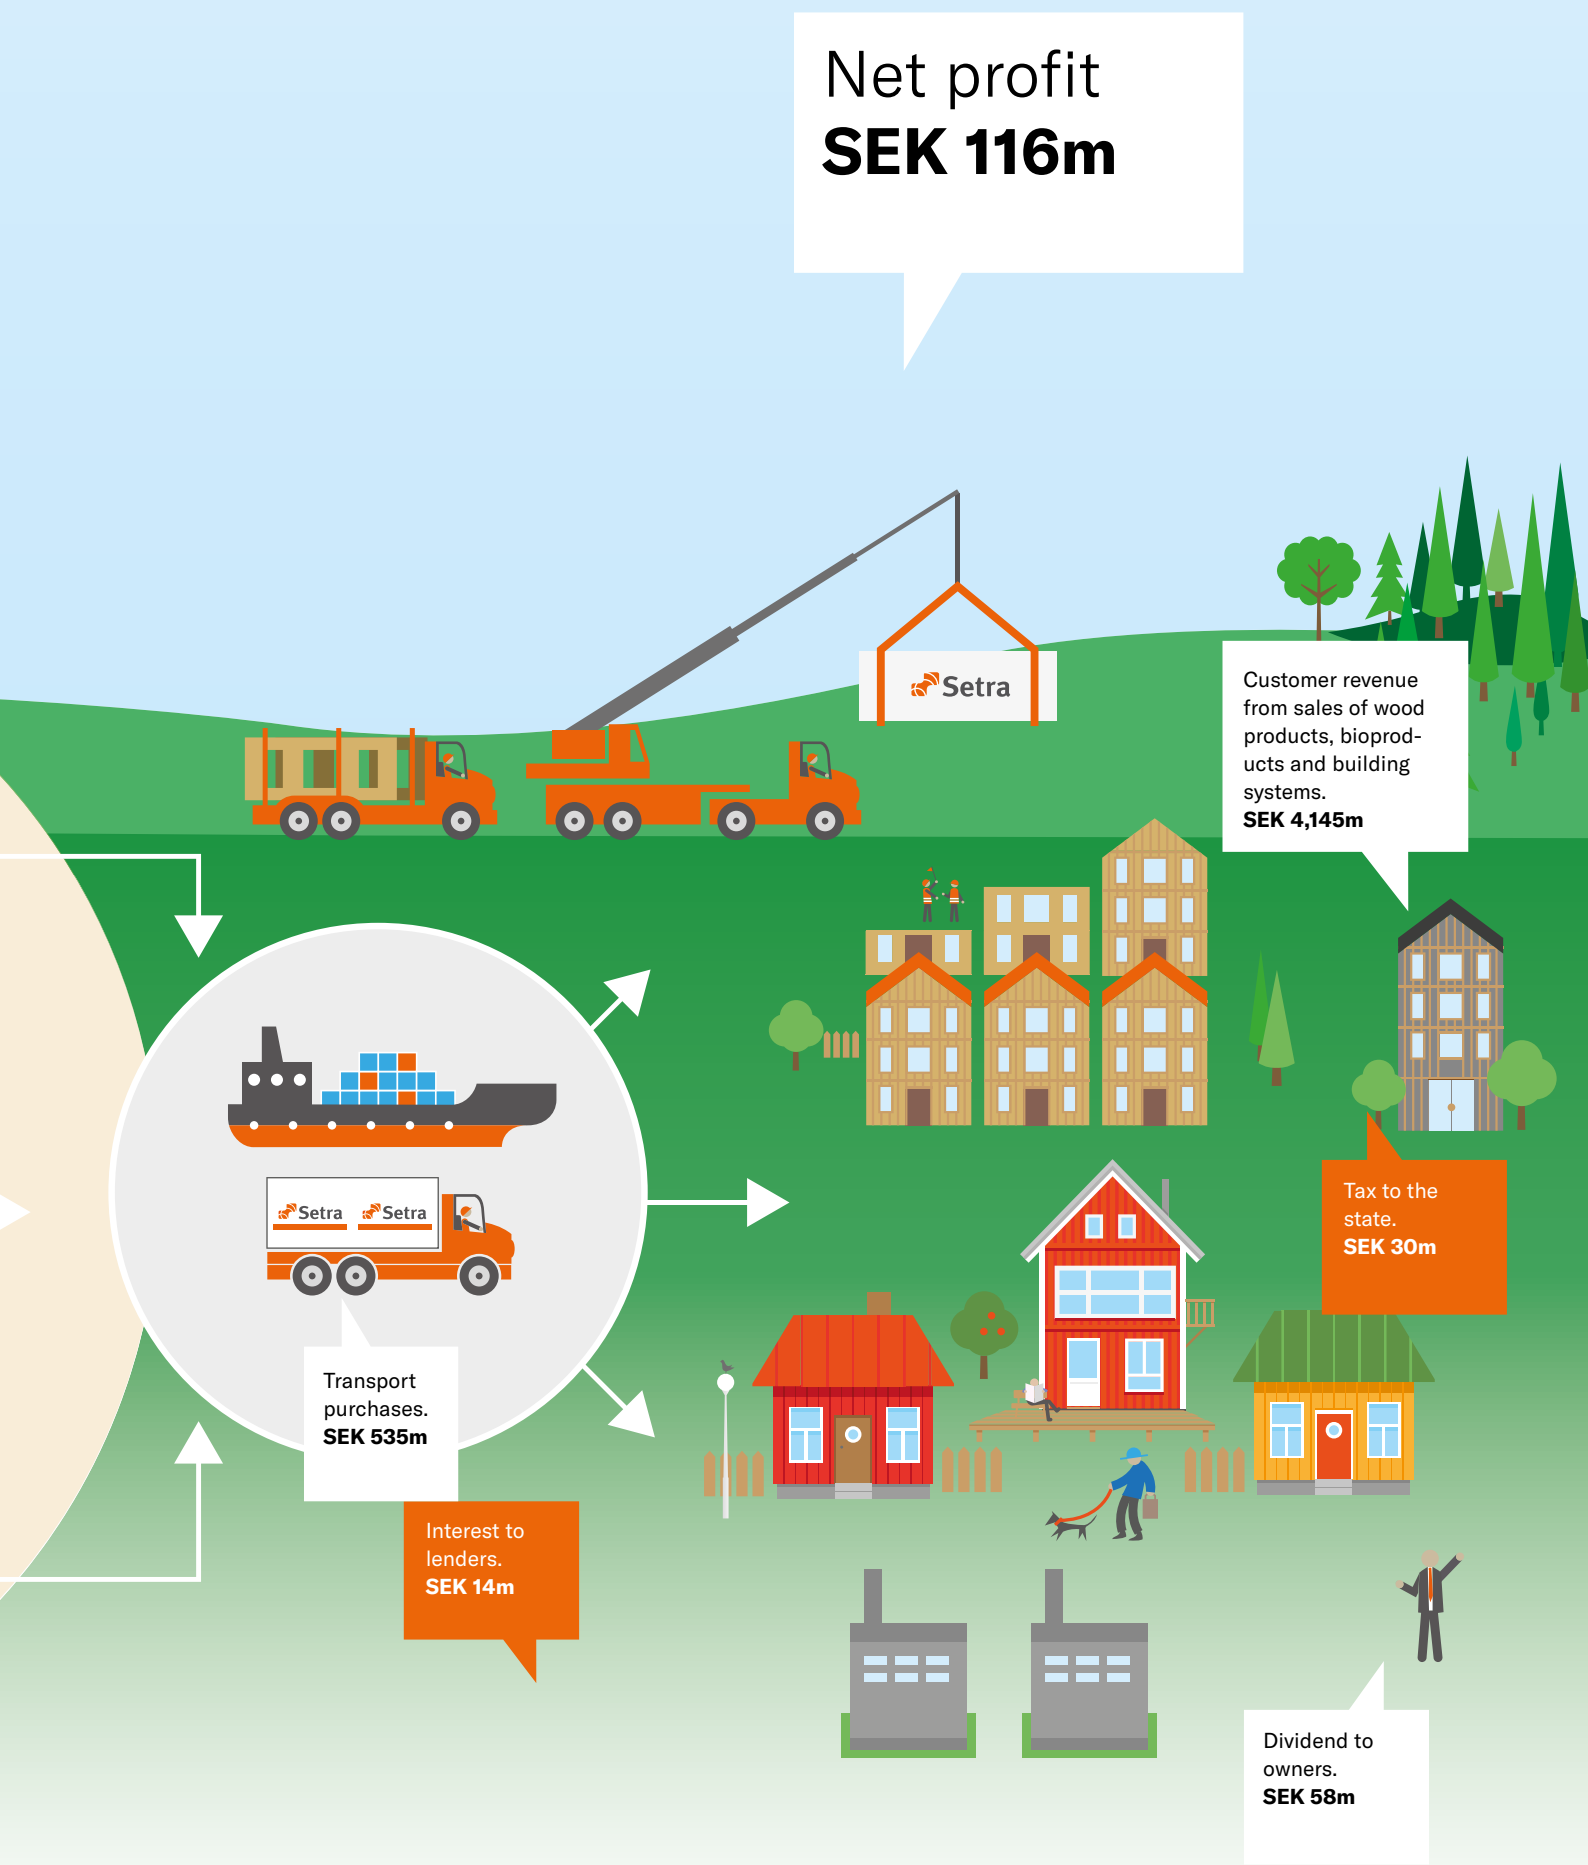 Net profit
SEK 116m
Setra
Customer revenue
from sales of wood
products, bioprod-
ucts and building
systems.
SEK 4,145m
Setra Setra
Tax to the
state.
SEK 30m
Transport
purchases.
SEK 535m
Interest to
lenders.
SEK 14m
Dividend to
owners.
SEK 58m